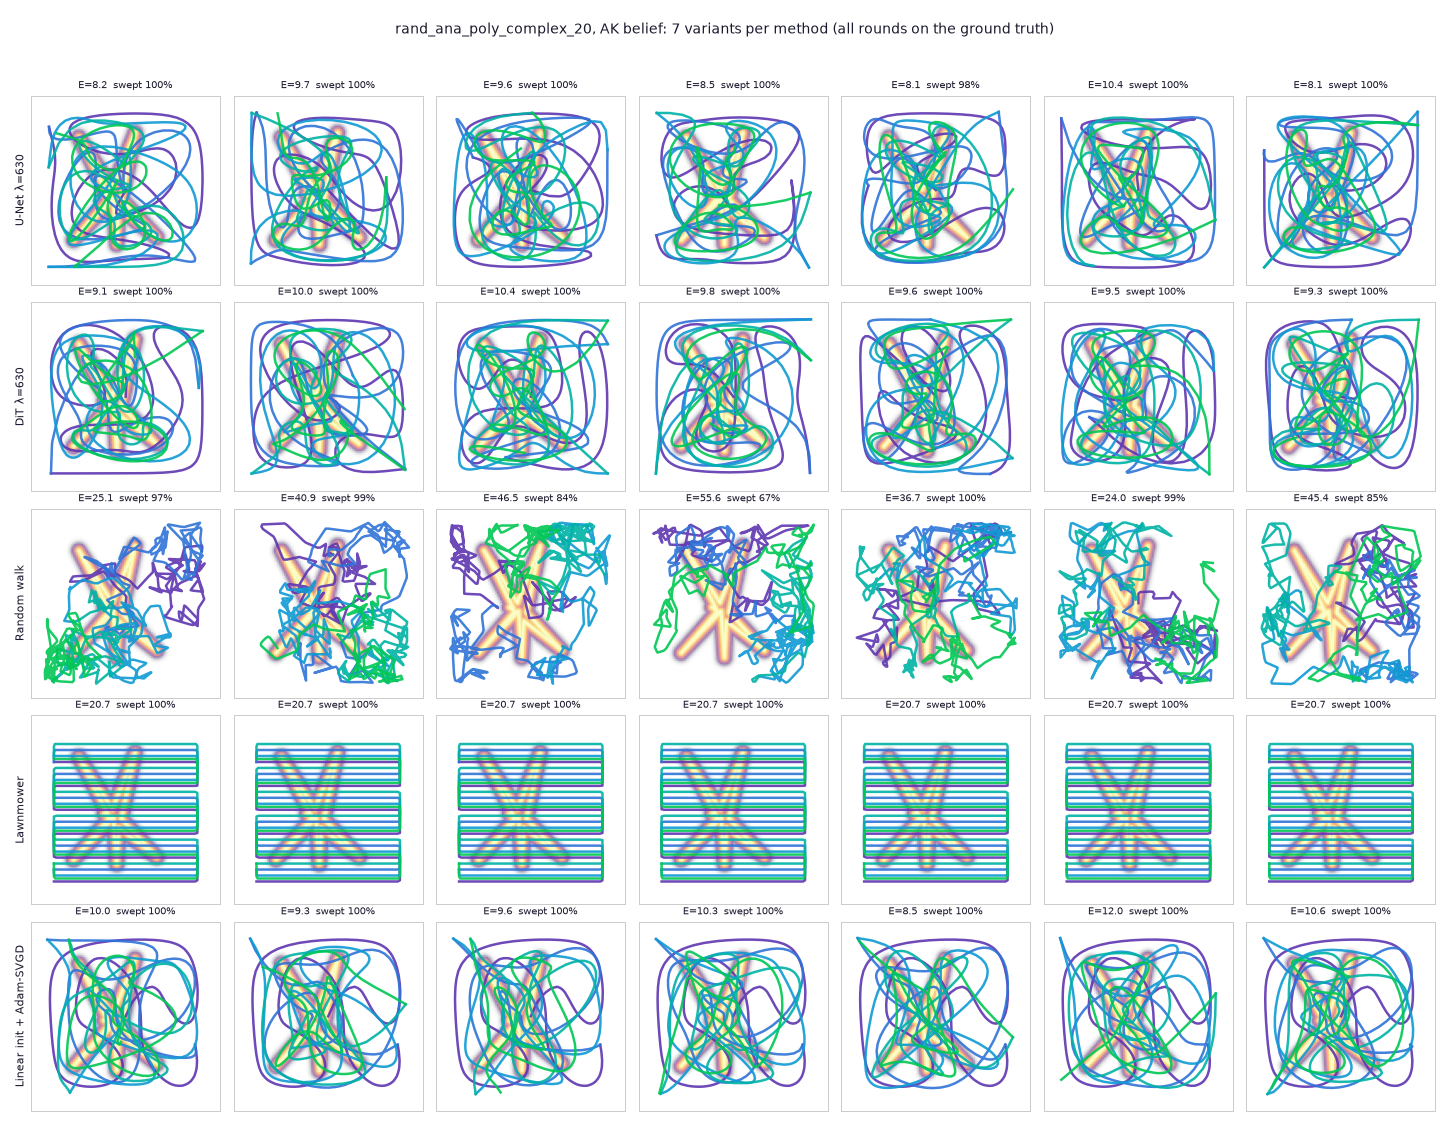 rand_ana_poly_complex_20, AK belief: 7 variants per method (all rounds on the ground truth)
E=8.2 swept 100% E=9.7 swept 100% E=9.6 swept 100% E=8.5 swept 100% E=8.1 swept 98% E=10.4 swept 100% E=8.1 swept 100%
U-Net λ=630
E=9.1 swept 100% E=10.0 swept 100% E=10.4 swept 100% E=9.8 swept 100% E=9.6 swept 100% E=9.5 swept 100% E=9.3 swept 100%
DiT λ=630
E=25.1 swept 97% E=40.9 swept 99% E=46.5 swept 84% E=55.6 swept 67% E=36.7 swept 100% E=24.0 swept 99% E=45.4 swept 85%
Random walk
E=20.7 swept 100% E=20.7 swept 100% E=20.7 swept 100% E=20.7 swept 100% E=20.7 swept 100% E=20.7 swept 100% E=20.7 swept 100%
Lawnmower
E=10.0 swept 100% E=9.3 swept 100% E=9.6 swept 100% E=10.3 swept 100% E=8.5 swept 100% E=12.0 swept 100% E=10.6 swept 100%
Linear init + Adam-SVGD